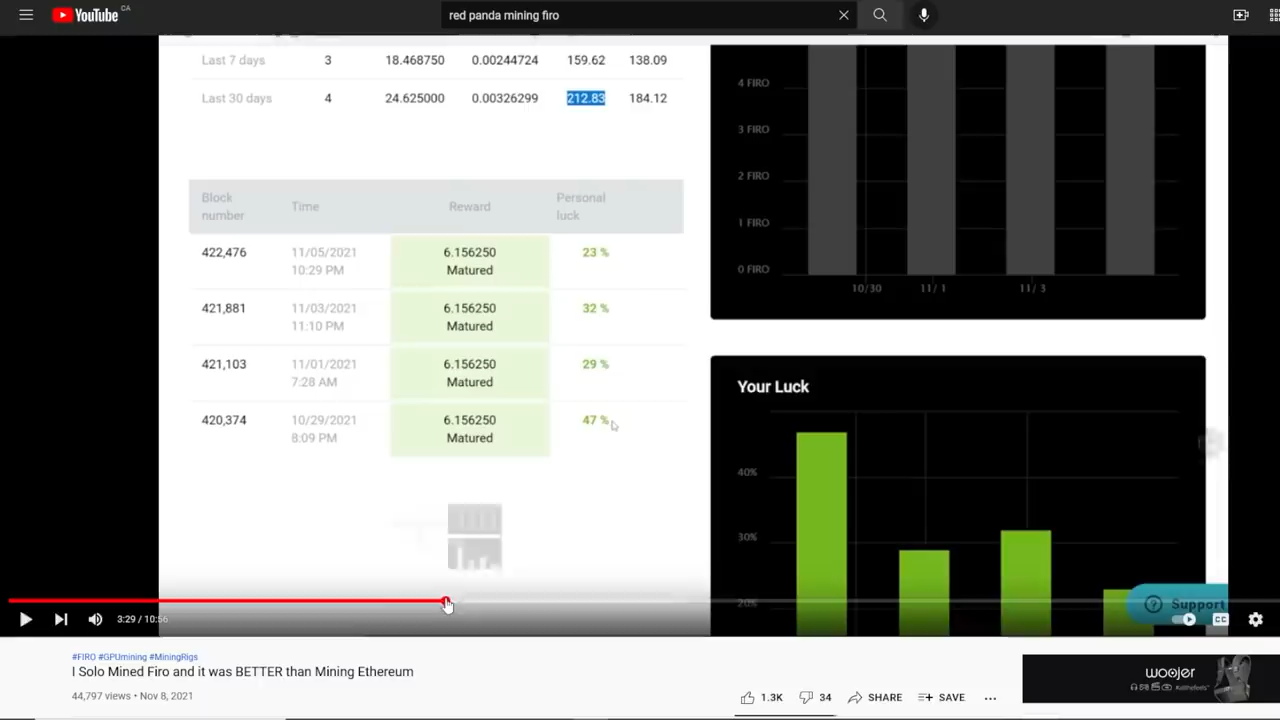 YouTube CA
red panda mining firo
Last 7 days 3 18.468750 0.00244724 159.62 138.09
Last 30 days 4 24.625000 0.00326299 212.83 184.12
Block number Time Reward Personal luck
422,476 11/05/2021 10:29 PM 6.156250 Matured 23 %
421,881 11/03/2021 11:10 PM 6.156250 Matured 32 %
421,103 11/01/2021 7:28 AM 6.156250 Matured 29 %
420,374 10/29/2021 8:09 PM 6.156250 Matured 47 %
4 FIRO
3 FIRO
2 FIRO
1 FIRO
0 FIRO
10/30 11/ 1 11/ 3
Your Luck
40%
30%
20%
Support
3:29 / 10:56
CC
#FIRO #GPUmining #MiningRigs
I Solo Mined Firo and it was BETTER than Mining Ethereum
44,797 views • Nov 8, 2021
1.3K 34 SHARE SAVE
woojer